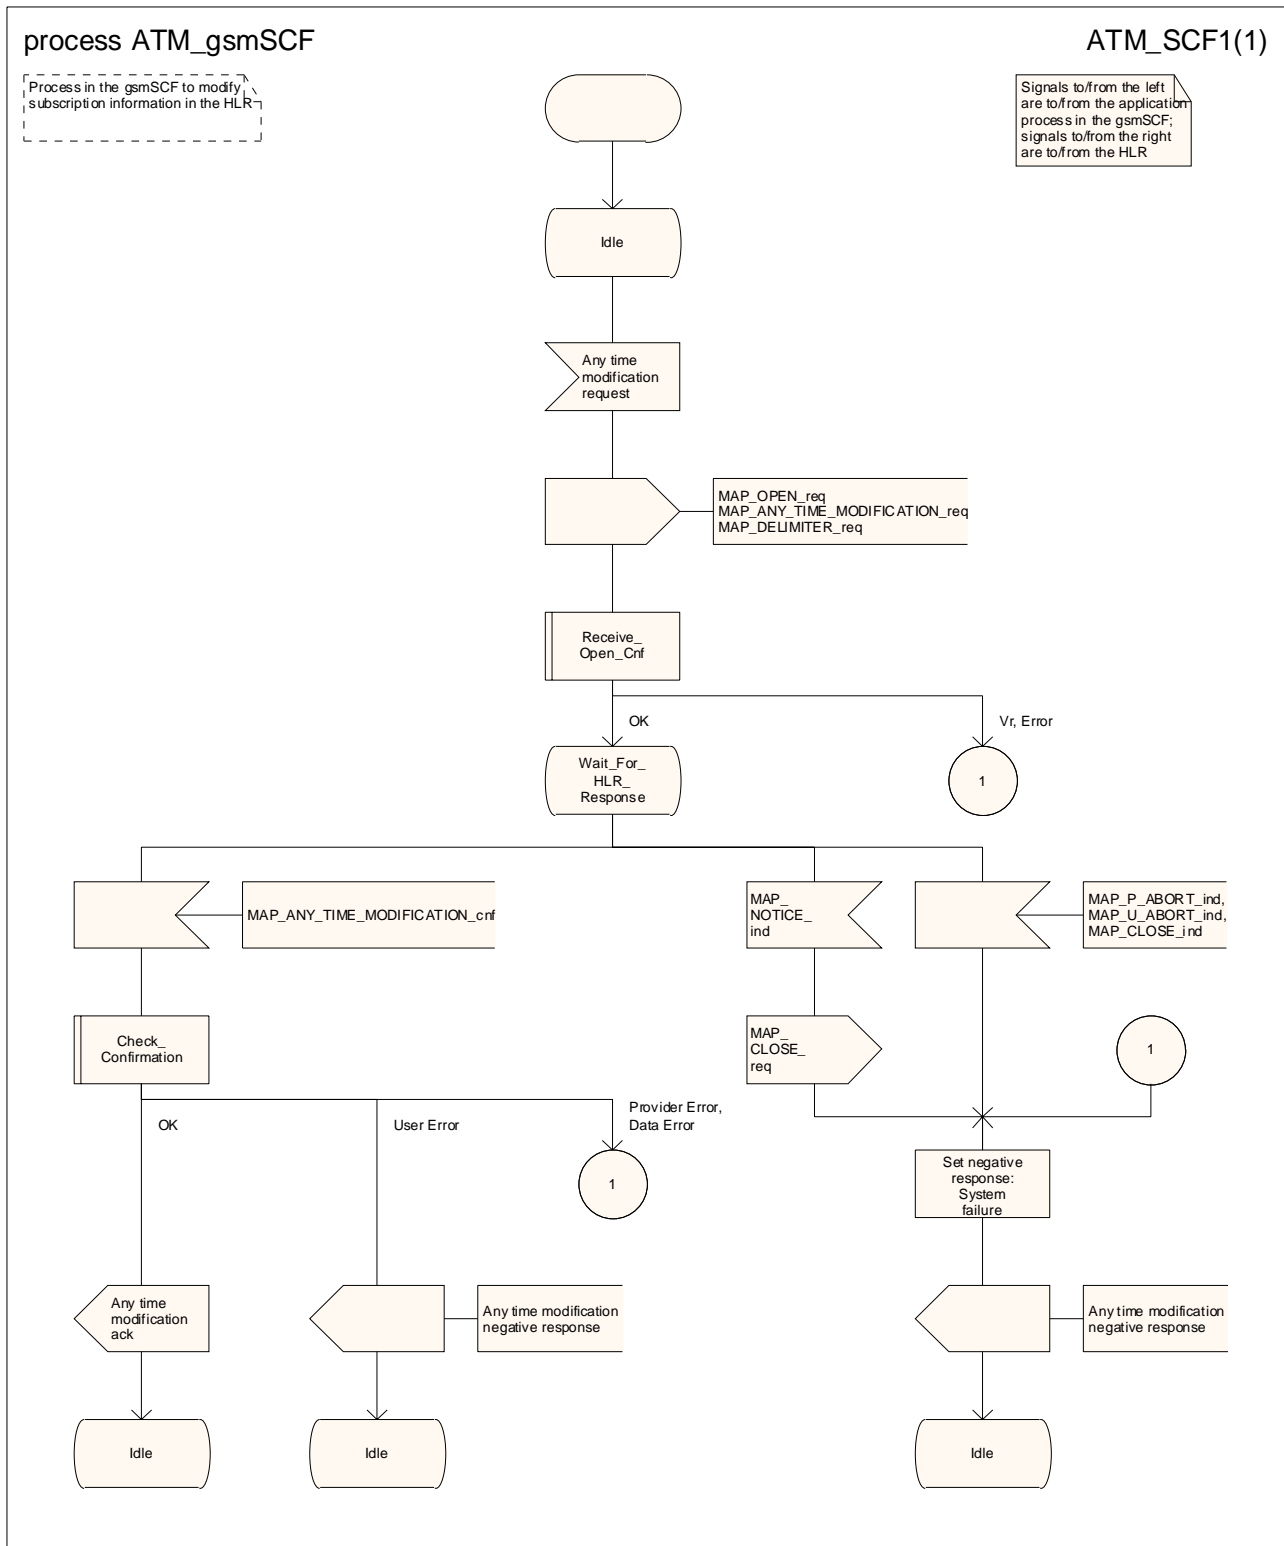 process ATM_gsmSCF
ATM_SCF1(1)
Process in the gsmSCF to modify
subscription information in the HLR
Signals to/from the left
are to/from the application
process in the gsmSCF;
signals to/from the right
are to/from the HLR
Idle
Any time
modification
request
MAP_OPEN_req
MAP_ANY_TIME_MODIFICATION_req
MAP_DELIMITER_req
Receive_
Open_Cnf
OK
Vr, Error
Wait_For_
HLR_
Response
1
MAP_ANY_TIME_MODIFICATION_cnf
MAP_
NOTICE_
ind
MAP_P_ABORT_ind,
MAP_U_ABORT_ind,
MAP_CLOSE_ind
Check_
Confirmation
MAP_
CLOSE_
req
1
OK
User Error
Provider Error,
Data Error
1
Set negative
response:
System
failure
Any time
modification
ack
Any time modification
negative response
Any time modification
negative response
Idle
Idle
Idle